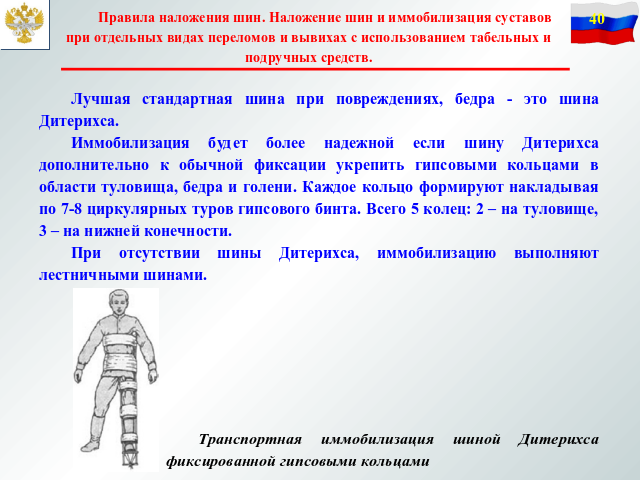 Правила наложения шин. Наложение шин и иммобилизация суставов
при отдельных видах переломов и вывихах с использованием табельных и
подручных средств.
40
Лучшая стандартная шина при повреждениях, бедра - это шина
Дитерихса.
Иммобилизация будет более надежной если шину Дитерихса
дополнительно к обычной фиксации укрепить гипсовыми кольцами в
области туловища, бедра и голени. Каждое кольцо формируют накладывая
по 7-8 циркулярных туров гипсового бинта. Всего 5 колец: 2 – на туловище,
3 – на нижней конечности.
При отсутствии шины Дитерихса, иммобилизацию выполняют
лестничными шинами.
Транспортная иммобилизация шиной Дитерихса
фиксированной гипсовыми кольцами